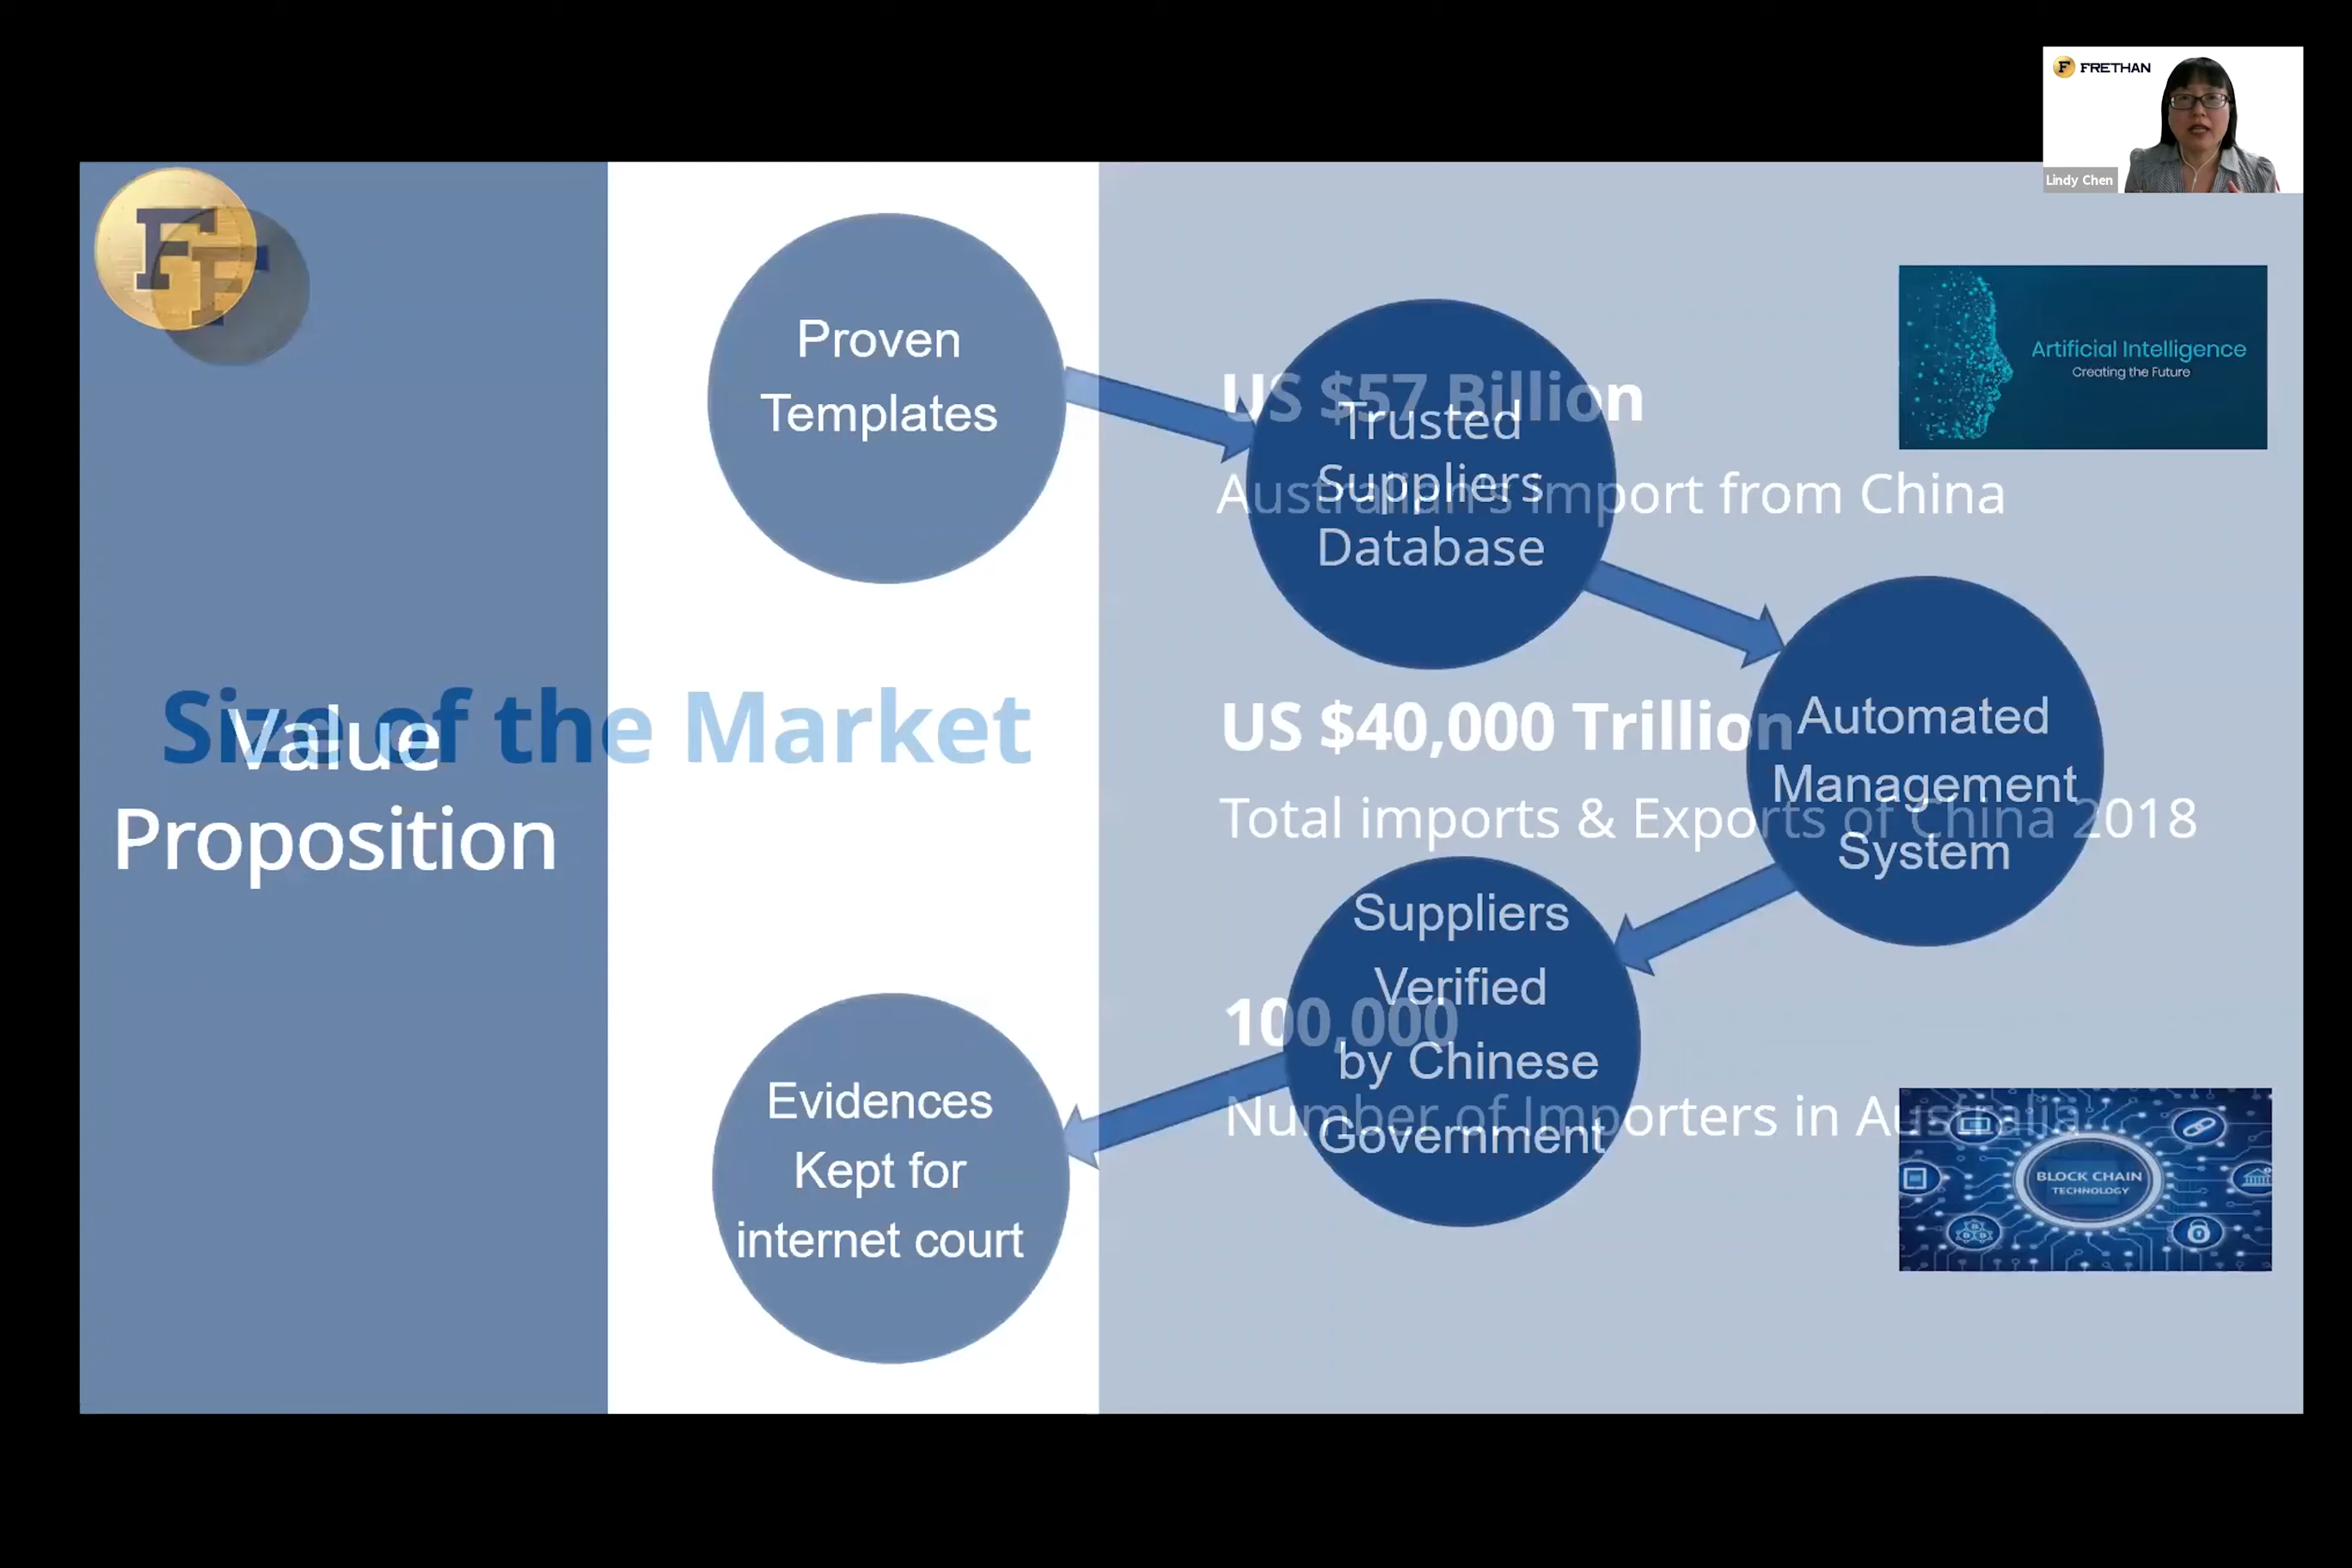 FRETHAN
Lindy Chen
F
F
Value
Proposition
Size of the Market
Proven
Templates
Trusted
Suppliers
Database
Automated
Management
System
Suppliers
Verified
by Chinese
Government
Evidences
Kept for
internet court
US $57 Billion
Australian's import from China
US $40,000 Trillion
Total imports & Exports of China 2018
100,000
Number of Importers in Australia
Artificial Intelligence
Creating the Future
BLOCK CHAIN
TECHNOLOGY